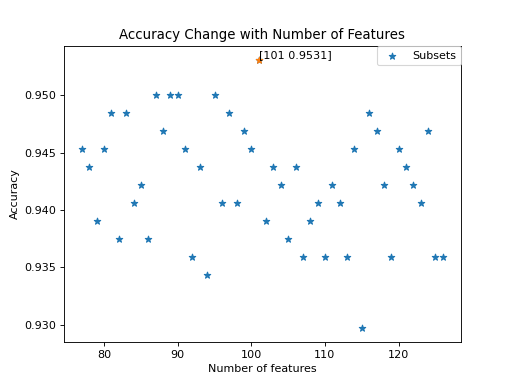 Accuracy Change with Number of Features
[101 0.9531]
Subsets
0.950
0.945
0.940
0.935
0.930
Accuracy
80 90 100 110 120
Number of features